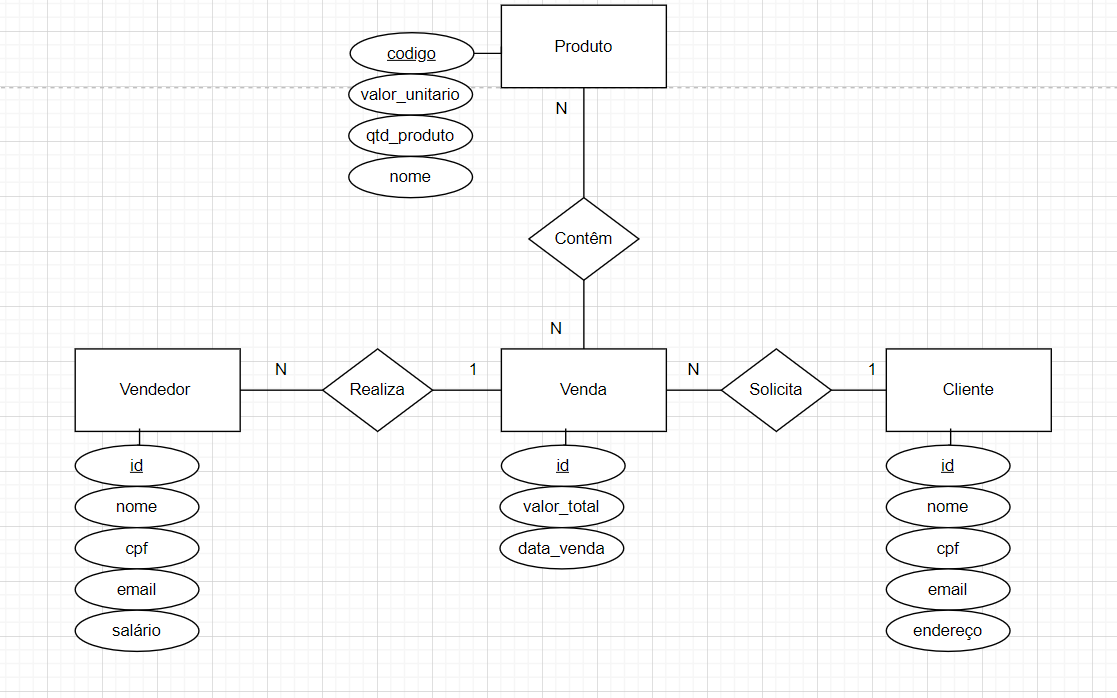 Produto
codigo
valor_unitario
qtd_produto
nome
N
Contêm
N
Vendedor
N
Realiza
1
Venda
N
Solicita
1
Cliente
id
nome
cpf
email
salário
id
valor_total
data_venda
id
nome
cpf
email
endereço